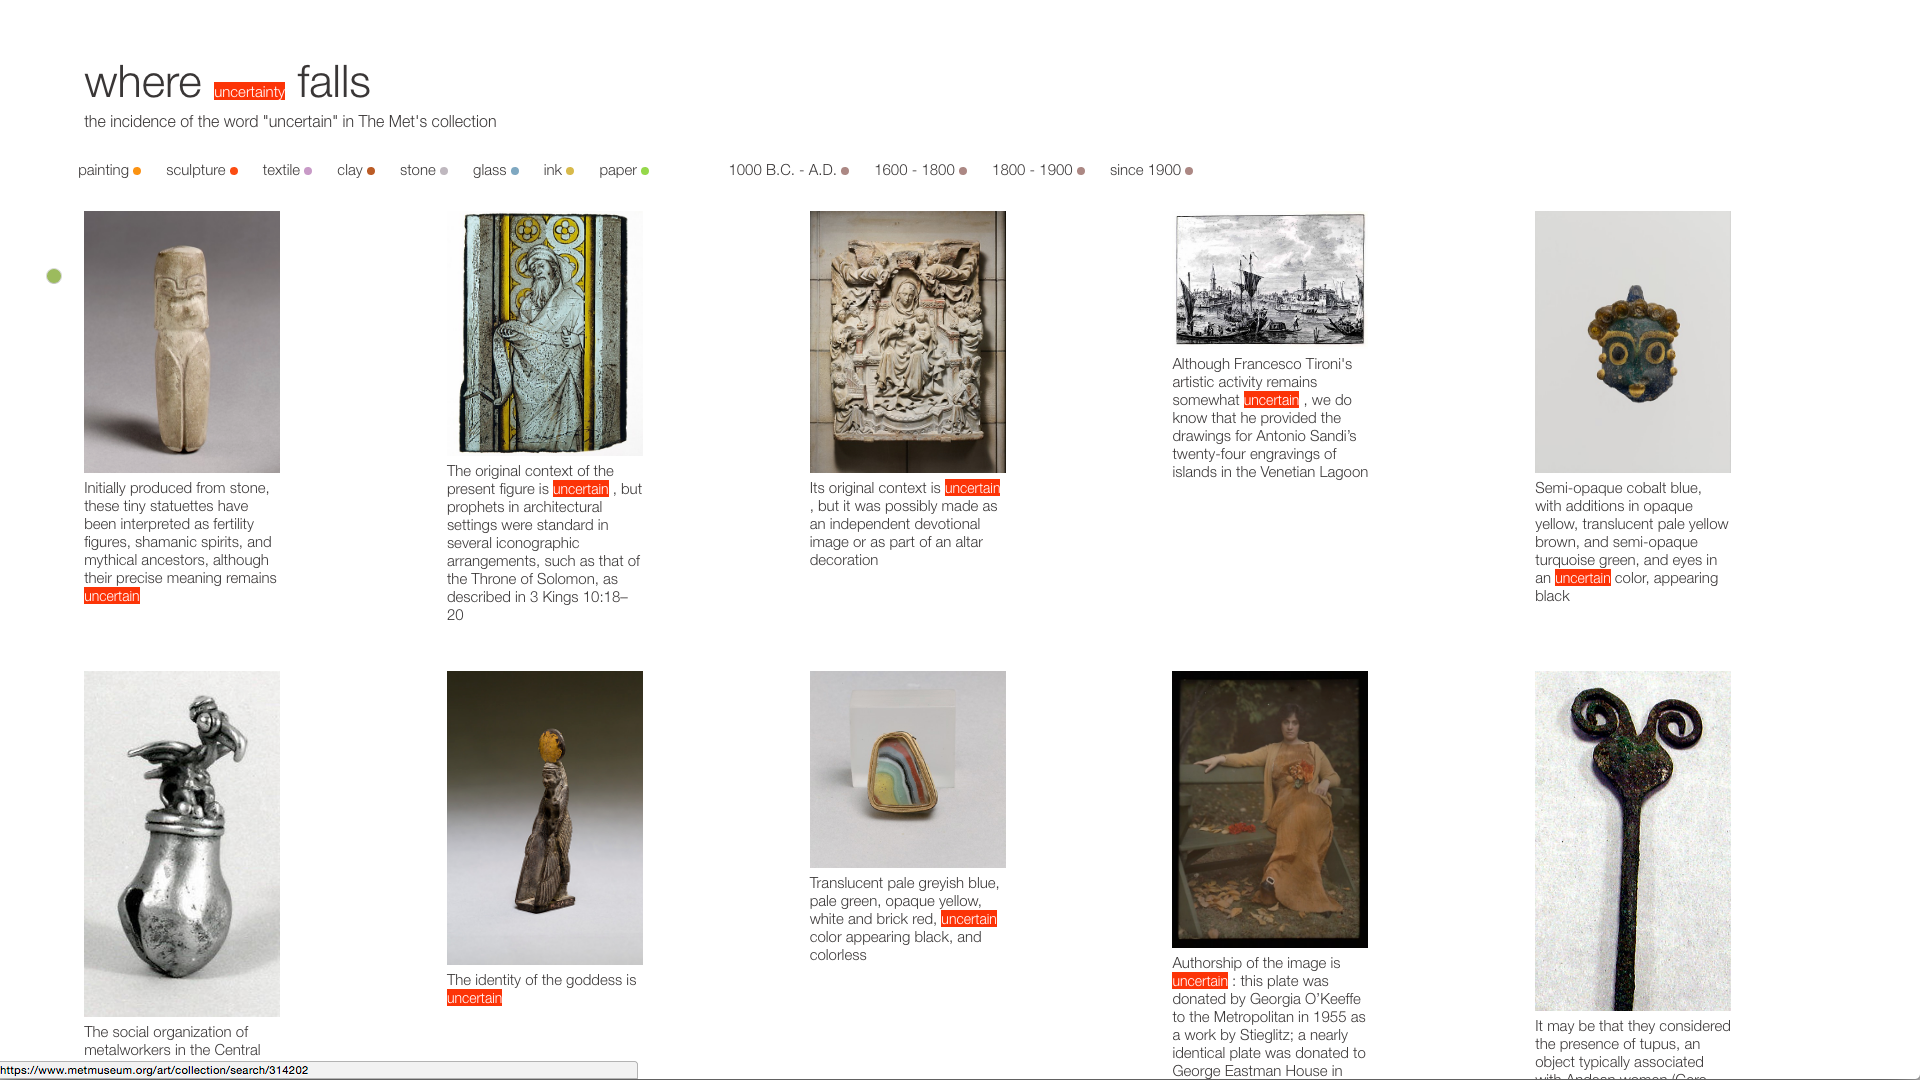 where uncertainty falls
the incidence of the word "uncertain" in The Met's collection
painting sculpture textile clay stone glass ink paper 1000 B.C. - A.D. 1600 - 1800 1800 - 1900 since 1900
Initially produced from stone,
these tiny statuettes have
been interpreted as fertility
figures, shamanic spirits, and
mythical ancestors, although
their precise meaning remains
uncertain
The original context of the
present figure is uncertain , but
prophets in architectural
settings were standard in
several iconographic
arrangements, such as that of
the Throne of Solomon, as
described in 3 Kings 10:18–
20
Its original context is uncertain
, but it was possibly made as
an independent devotional
image or as part of an altar
decoration
Although Francesco Tironi's
artistic activity remains
somewhat uncertain , we do
know that he provided the
drawings for Antonio Sandi’s
twenty-four engravings of
islands in the Venetian Lagoon
Semi-opaque cobalt blue,
with additions in opaque
yellow, translucent pale yellow
brown, and semi-opaque
turquoise green, and eyes in
an uncertain color, appearing
black
The social organization of
metalworkers in the Central
The identity of the goddess is
uncertain
Translucent pale greyish blue,
pale green, opaque yellow,
white and brick red, uncertain
color appearing black, and
colorless
Authorship of the image is
uncertain : this plate was
donated by Georgia O’Keeffe
to the Metropolitan in 1955 as
a work by Stieglitz; a nearly
identical plate was donated to
George Eastman House in
It may be that they considered
the presence of tupus, an
object typically associated
with Andean women (Cero
https://www.metmuseum.org/art/collection/search/314202